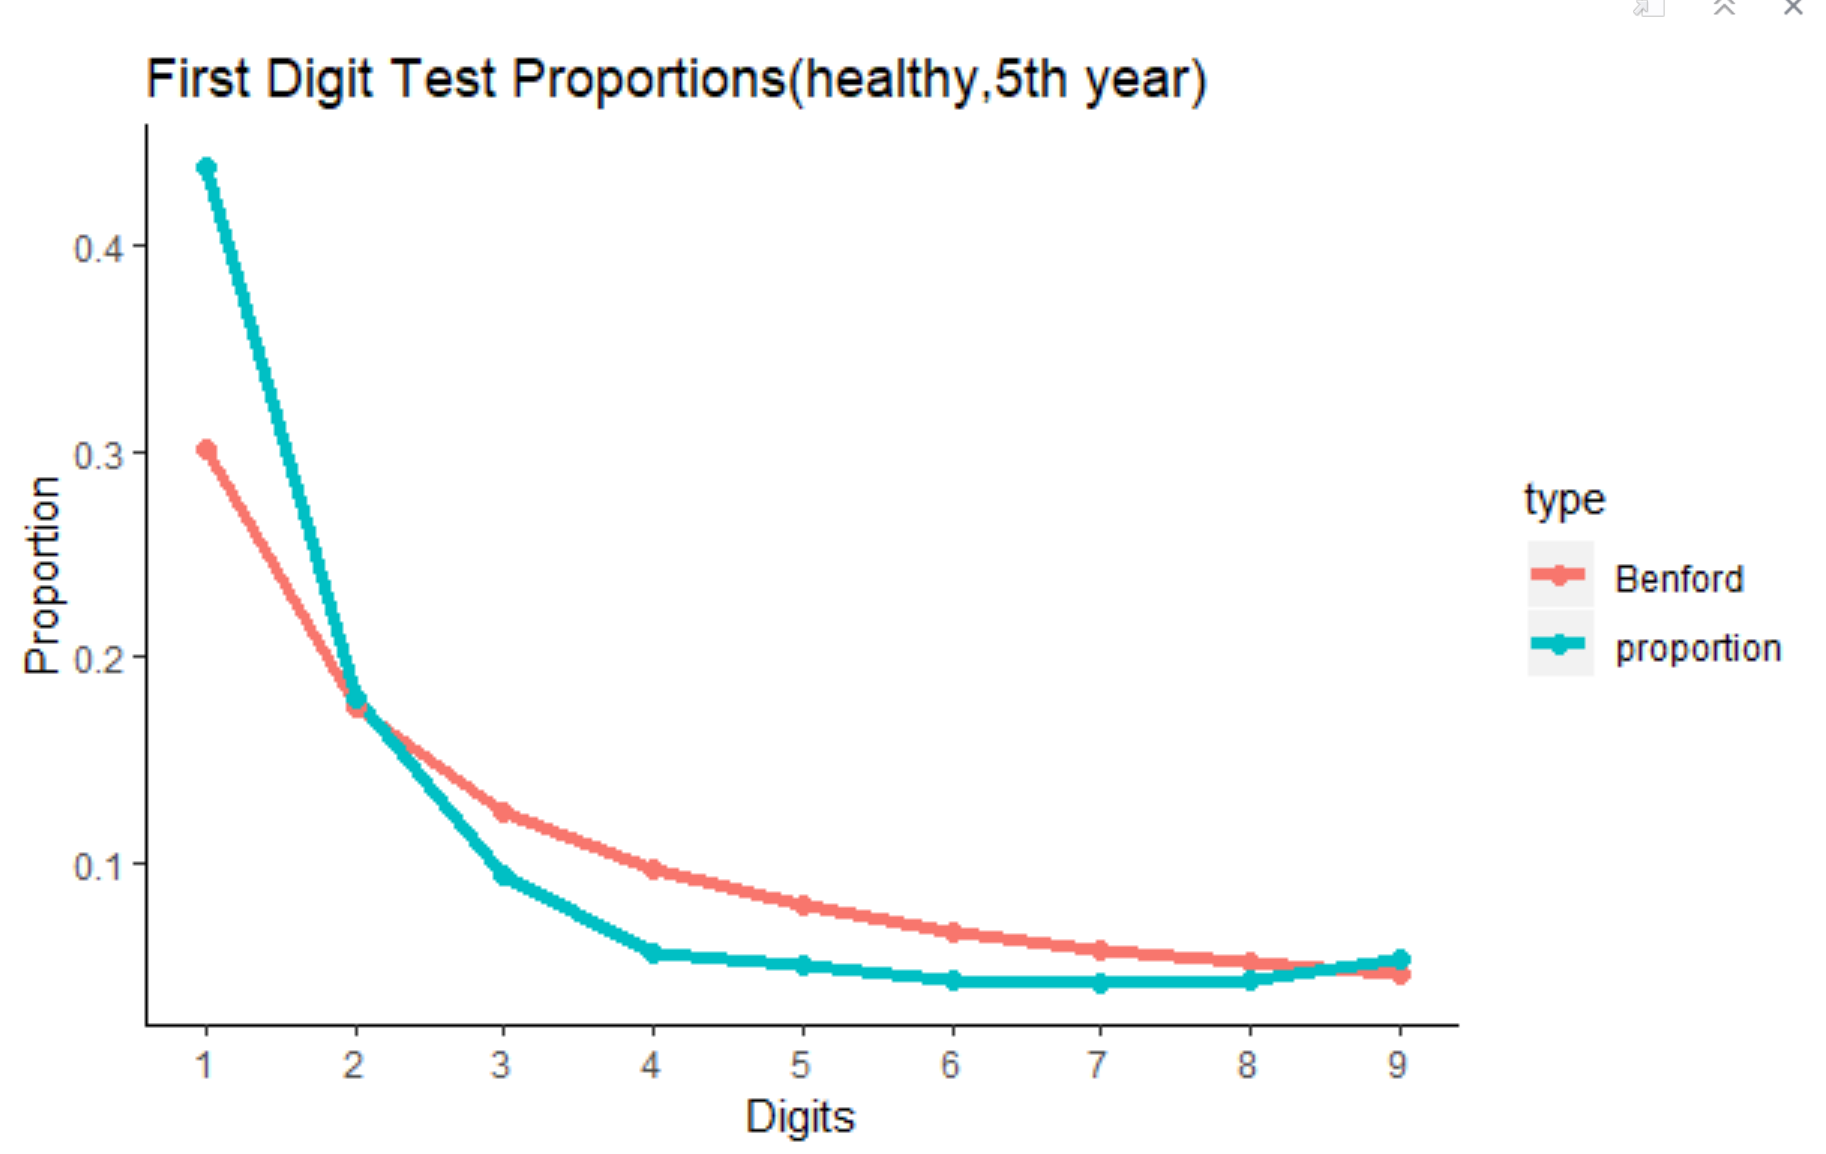 First Digit Test Proportions(healthy,5th year)
Proportion
0.4
0.3
0.2
0.1
1 2 3 4 5 6 7 8 9
Digits
type
Benford
proportion